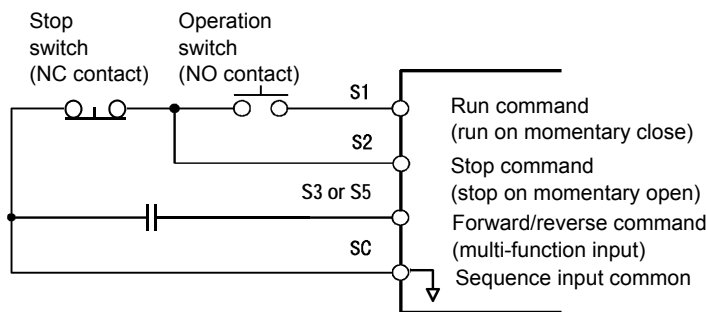 Stop
switch
(NC contact)
Operation
switch
(NO contact)
S1
Run command
(run on momentary close)
S2
Stop command
(stop on momentary open)
S3 or S5
Forward/reverse command
(multi-function input)
SC
Sequence input common